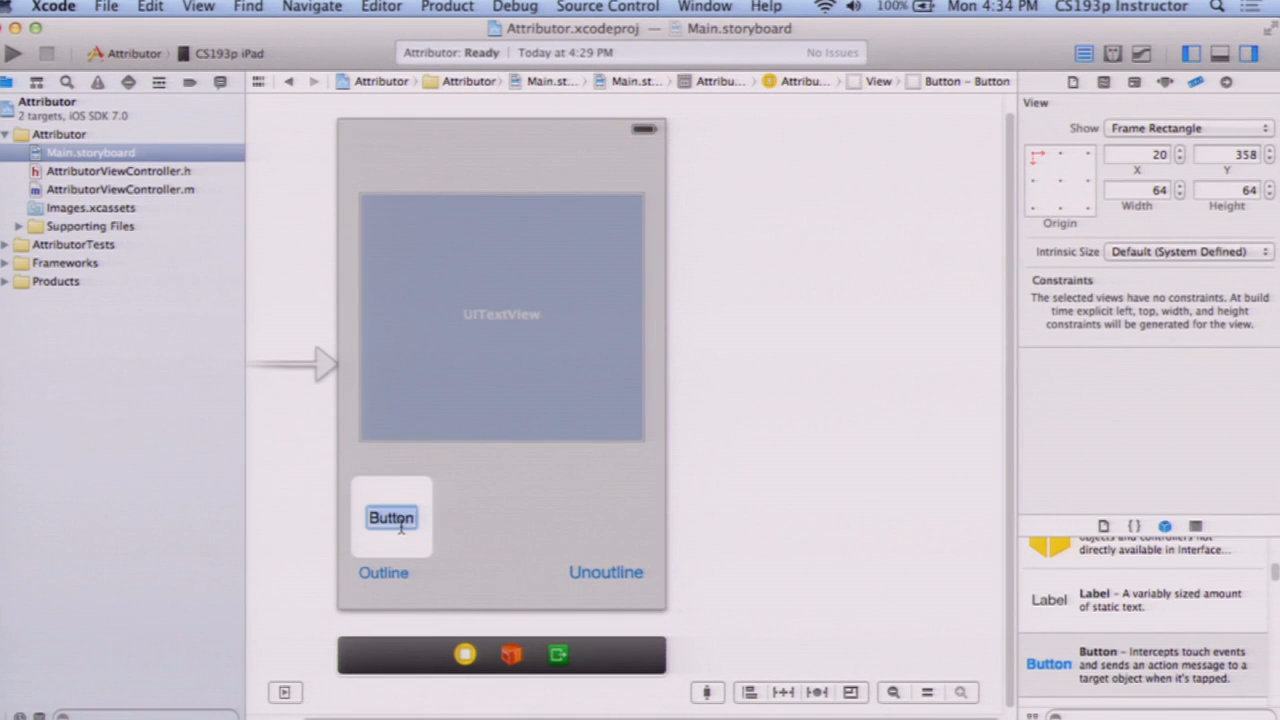 Xcode File Edit View Find Navigate Editor Product Debug Source Control Window Help 100% Mon 4:34 PM CS193p Instructor
Attributor.xcodeproj — Main.storyboard
Attributor CS193p iPad Attributor: Ready Today at 4:29 PM No Issues
Attributor Attributor Main.st... Main.st... Attribu... Attribu... View Button - Button
Attributor
2 targets, iOS SDK 7.0
Attributor
Main.storyboard
AttributorViewController.h
AttributorViewController.m
Images.xcassets
Supporting Files
AttributorTests
Frameworks
Products
UITextView
Button
Outline Unoutline
View
Show Frame Rectangle
20 358
X Y
64 64
Width Height
Origin
Intrinsic Size Default (System Defined)
Constraints
The selected views have no constraints. At build
time explicit left, top, width, and height
constraints will be generated for the view.
directly available in Interface...
Label Label – A variably sized amount
of static text.
Button Button – Intercepts touch events
and sends an action message to a
target object when it's tapped.